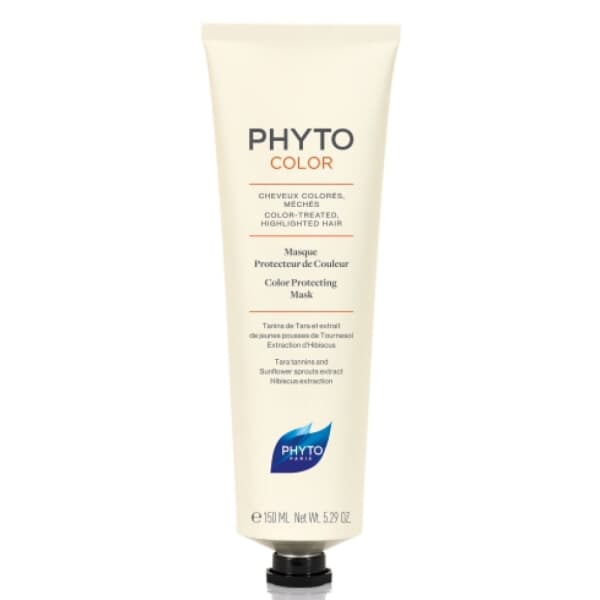 PHYTO
COLOR
CHEVEUX COLORÉS,
MÉCHÉS
COLOR-TREATED,
HIGHLIGHTED HAIR
Masque
Protecteur de Couleur
Color Protecting
Mask
Tanins de Tara et extrait
de jeunes pousses de Tournesol
Extraction d'Hibiscus
Tara tannins and
Sunflower sprouts extract
Hibiscus extraction
PHYTO
PARIS
℮ 150 ML Net Wt. 5.29 OZ.